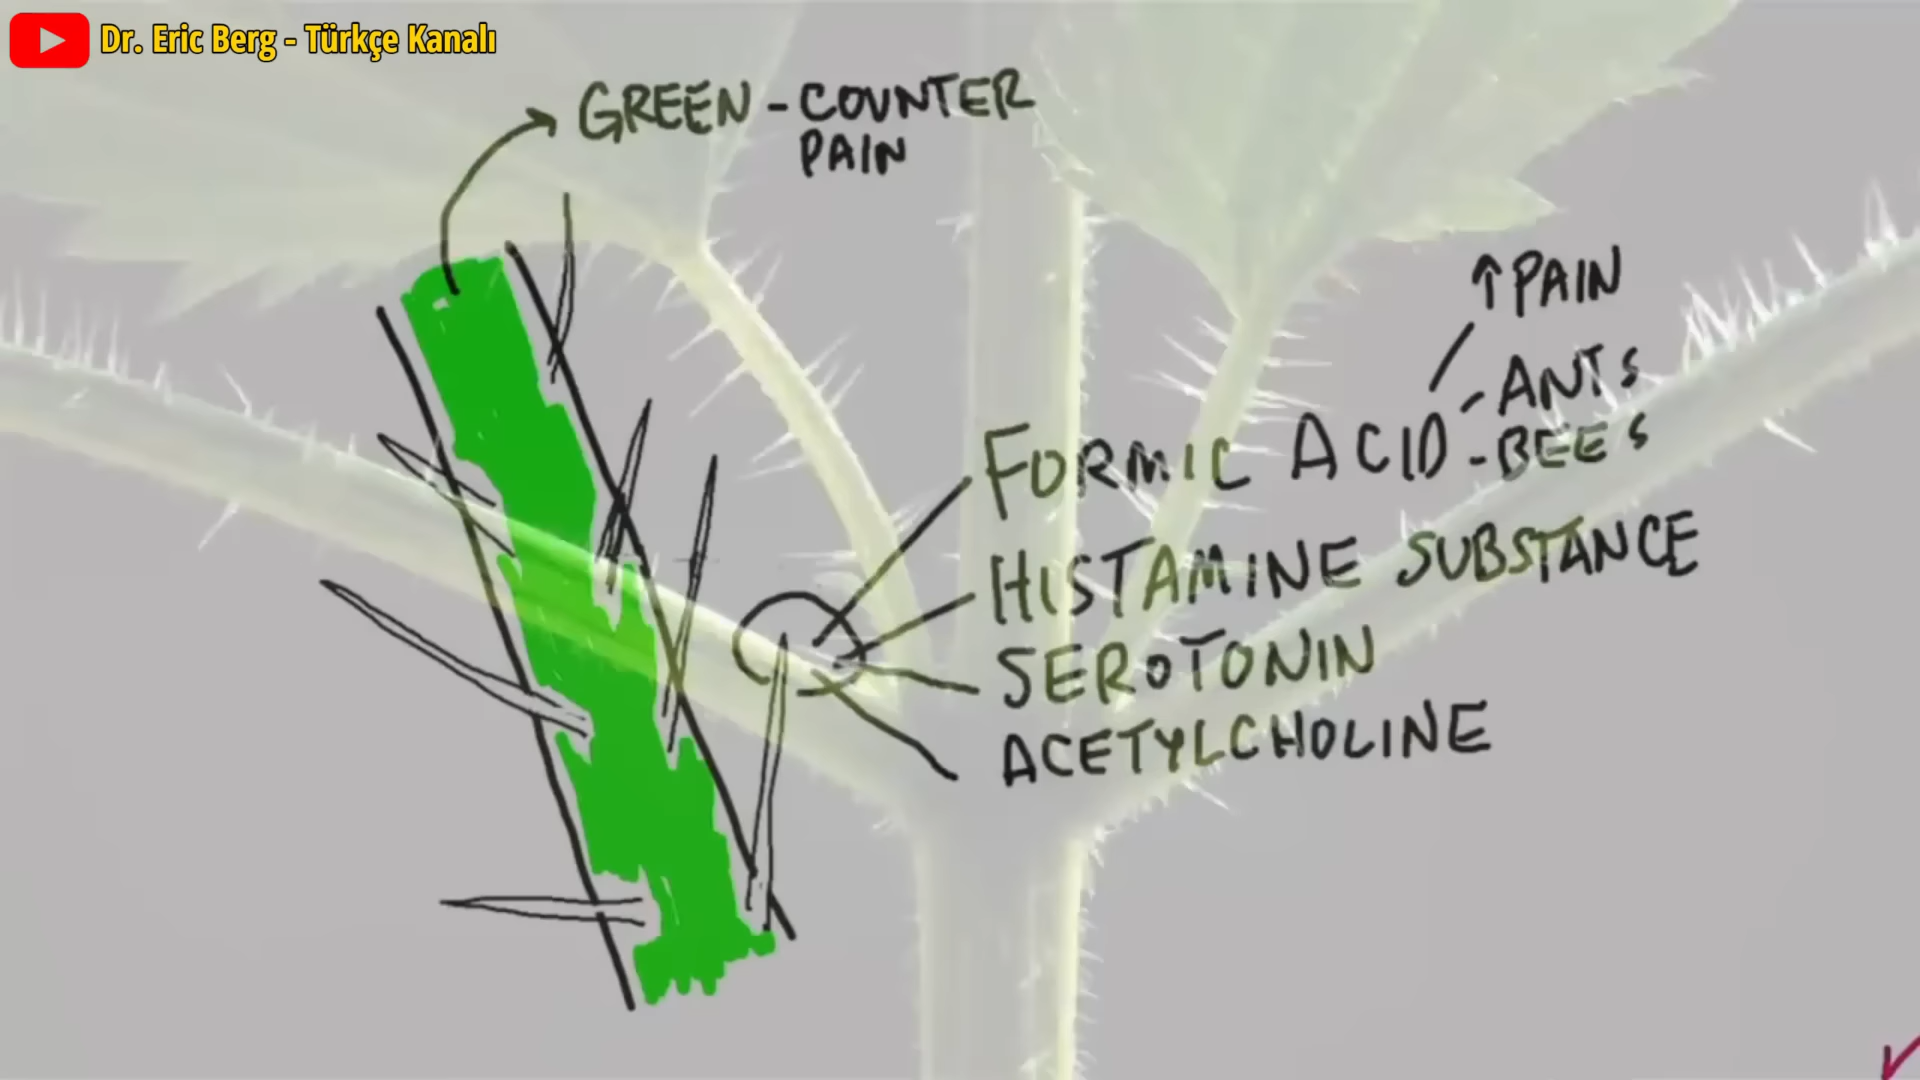 Dr. Eric Berg - Türkçe Kanalı
GREEN - COUNTER
PAIN
↑ PAIN
- ANTS
FORMIC ACID - BEES
HISTAMINE SUBSTANCE
SEROTONIN
ACETYLCHOLINE